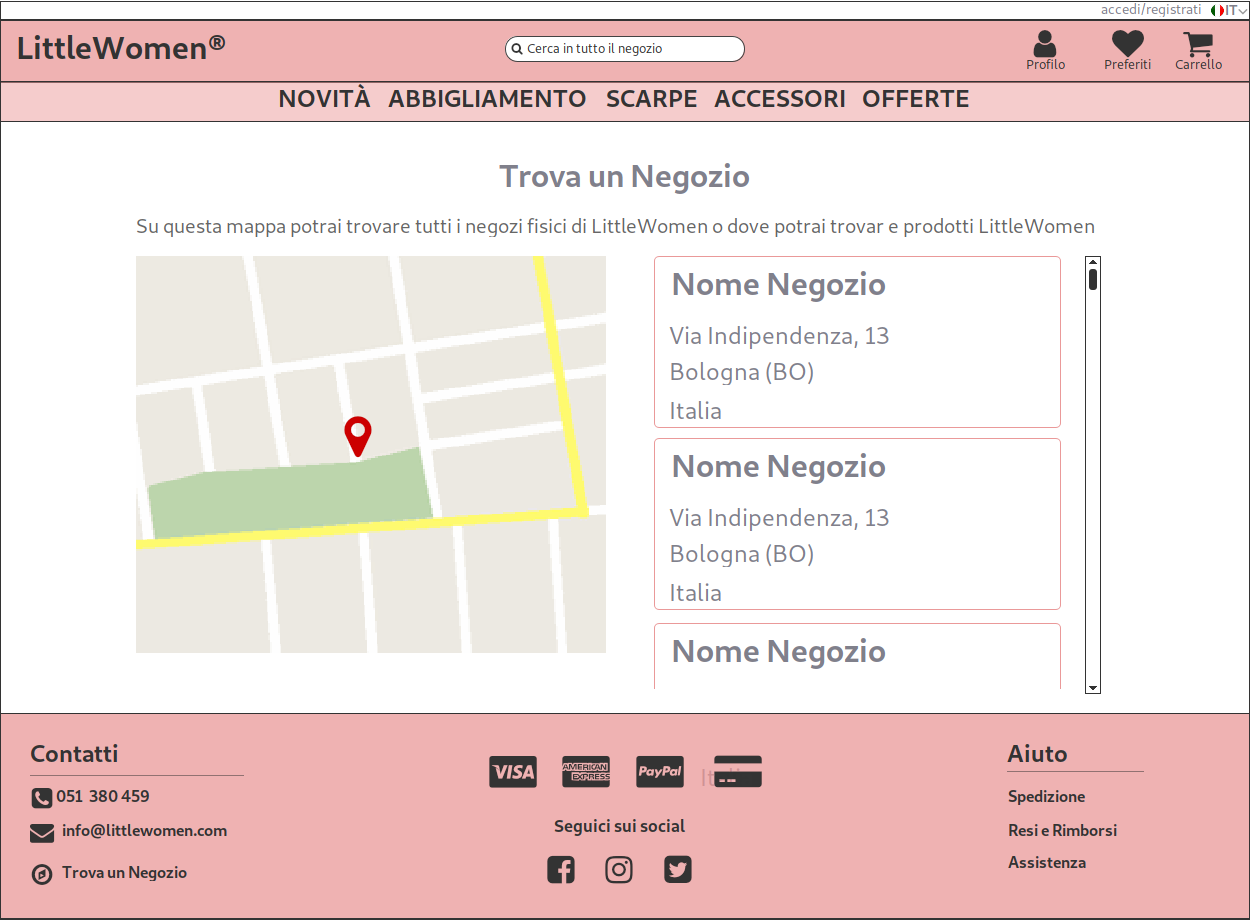 accedi/registrati IT
LittleWomen®
Cerca in tutto il negozio
Profilo
Preferiti
Carrello
NOVITÀ ABBIGLIAMENTO SCARPE ACCESSORI OFFERTE
Trova un Negozio
Su questa mappa potrai trovare tutti i negozi fisici di LittleWomen o dove potrai trovar e prodotti LittleWomen
Nome Negozio
Via Indipendenza, 13
Bologna (BO)
Italia
Nome Negozio
Via Indipendenza, 13
Bologna (BO)
Italia
Nome Negozio
Contatti
051 380 459
info@littlewomen.com
Trova un Negozio
VISA
AMERICAN
EXPRESS
PayPal
Seguici sui social
Aiuto
Spedizione
Resi e Rimborsi
Assistenza